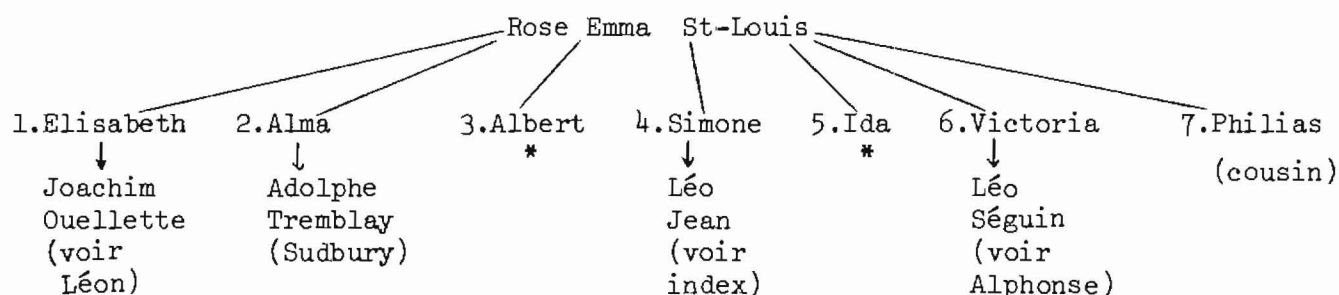 Rose Emma St-Louis
1.Elisabeth 2.Alma 3.Albert 4.Simone 5.Ida 6.Victoria 7.Philias
* * (cousin)
Joachim Adolphe Léo Léo
Ouellette Tremblay Jean Séguin
(voir (Sudbury) (voir (voir
Léon) index) Alphonse)